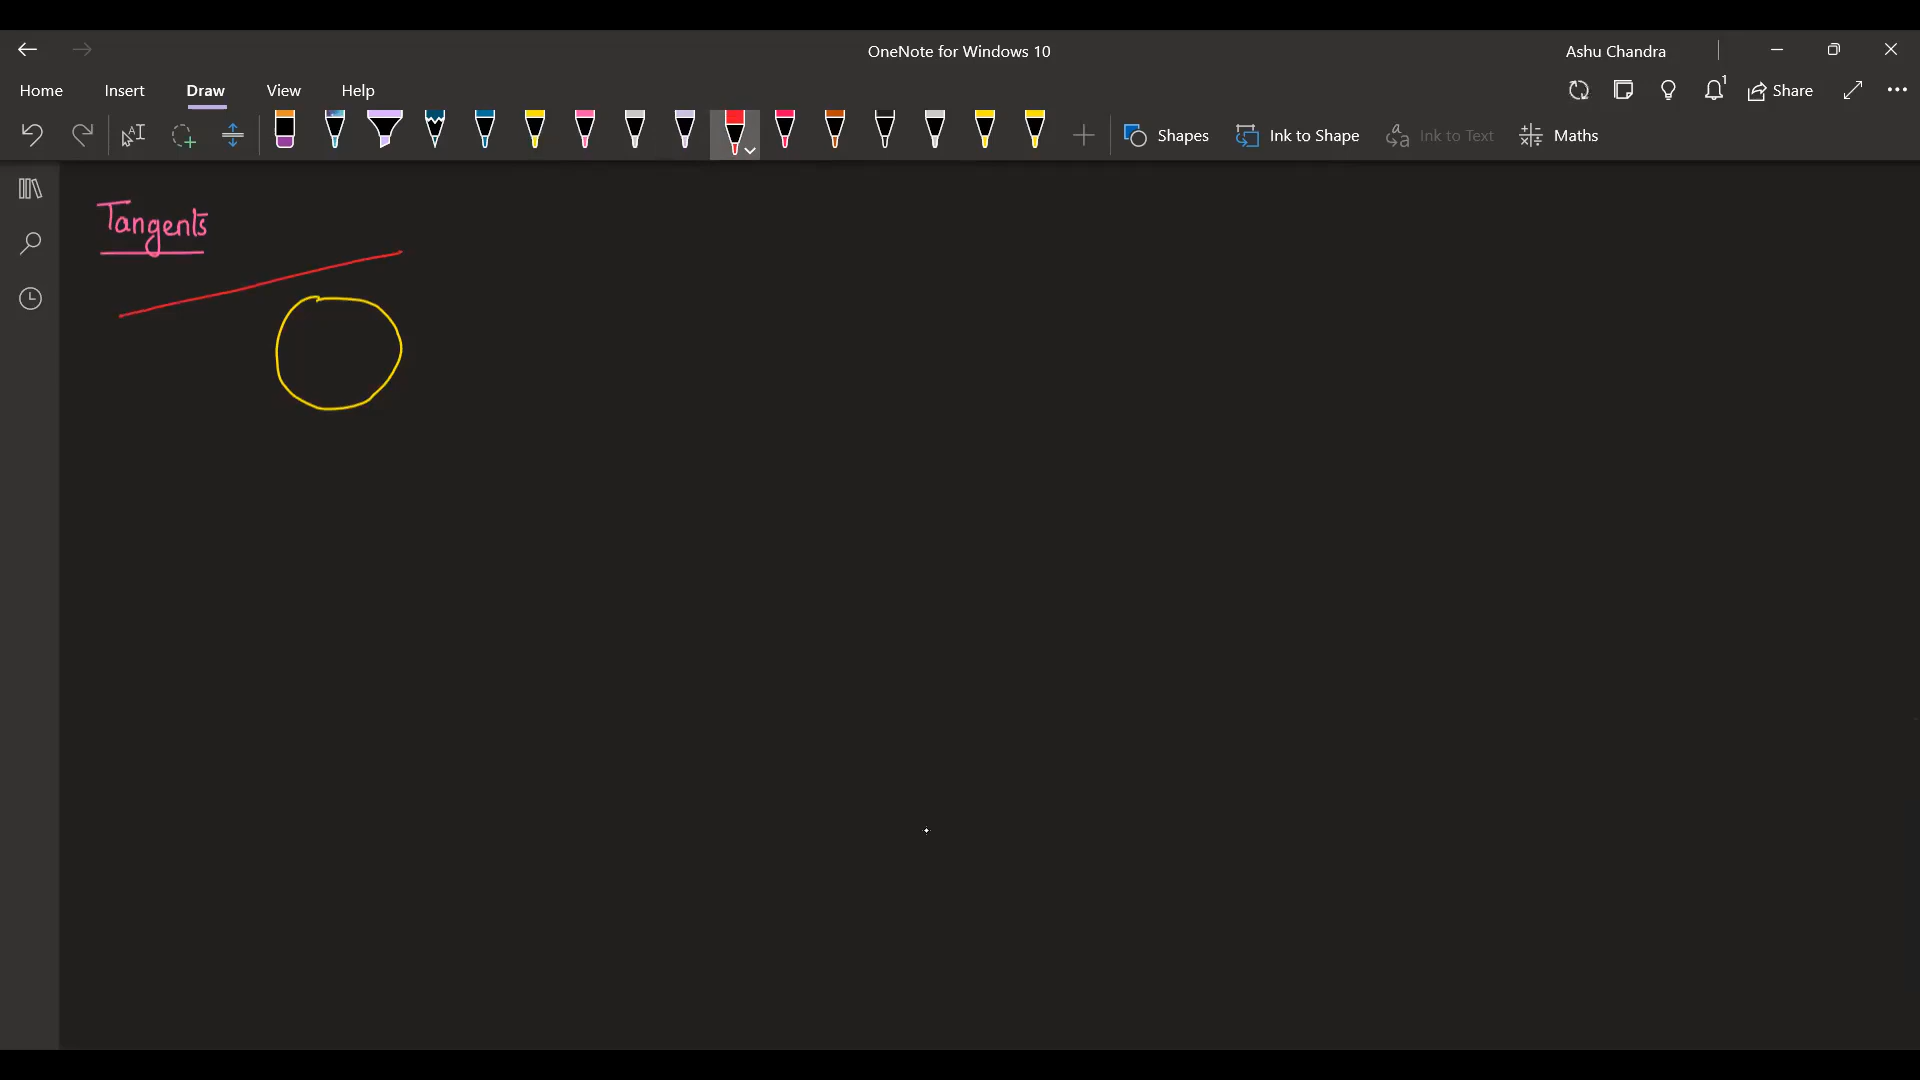 OneNote for Windows 10
Ashu Chandra
Home Insert Draw View Help
1
Share
Shapes Ink to Shape Ink to Text Maths
Tangents